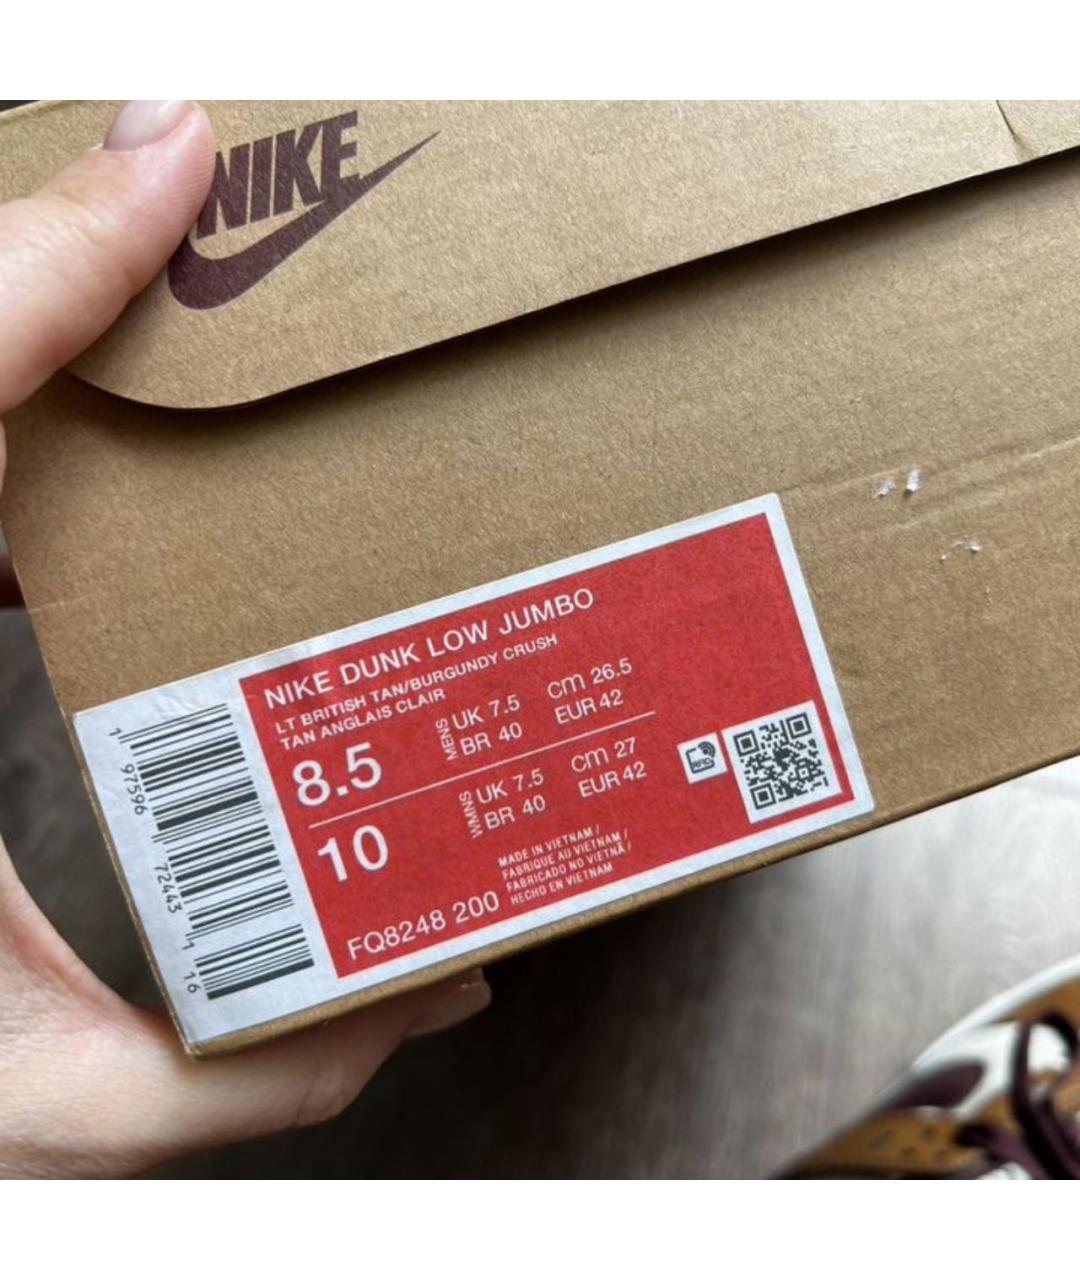 NIKE
NIKE DUNK LOW JUMBO
LT BRITISH TAN/BURGUNDY CRUSH
TAN ANGLAIS CLAIR
8.5
MENS
UK 7.5 cm 26.5
BR 40 EUR 42
10
WMNS
UK 7.5 cm 27
BR 40 EUR 42
MADE IN VIETNAM /
FABRIQUE AU VIETNAM /
FABRICADO NO VIETNÃ /
HECHO EN VIETNAM
FQ8248 200
RFID
1 97596 72443 1 16